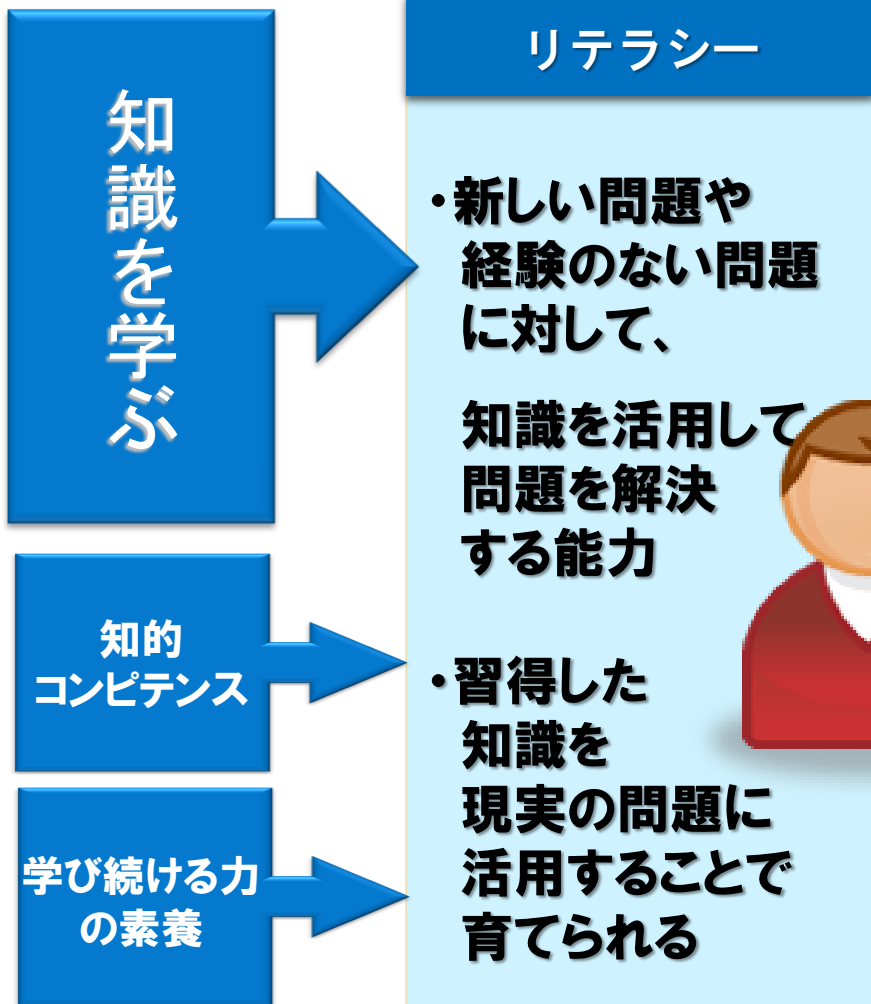 知識を学ぶ
知的
コンピテンス
学び続ける力
の素養
リテラシー
・新しい問題や
経験のない問題
に対して、
知識を活用して
問題を解決
する能力
・習得した
知識を
現実の問題に
活用することで
育てられる